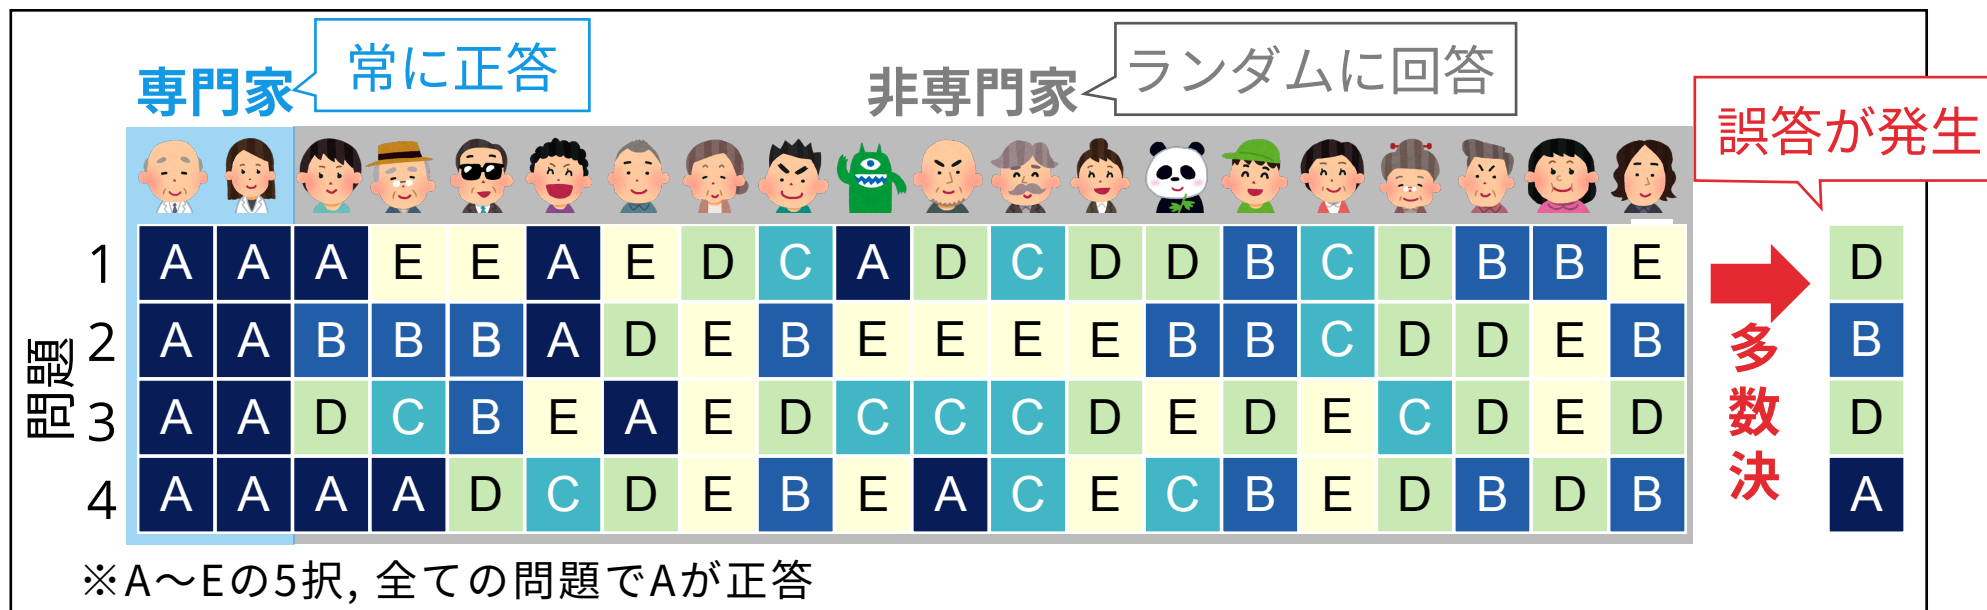 専門家
常に正答
非専門家
ランダムに回答
誤答が発生
問題
1 A A A E E A E D C A D C D D B C D B B E D
2 A A B B B A D E B E E E E B B C D D E B B
3 A A D C B E A E D C C C D E D E C D E D D
4 A A A A D C D E B E A C E C B E D B D B A
多数決
※A～Eの5択, 全ての問題でAが正答